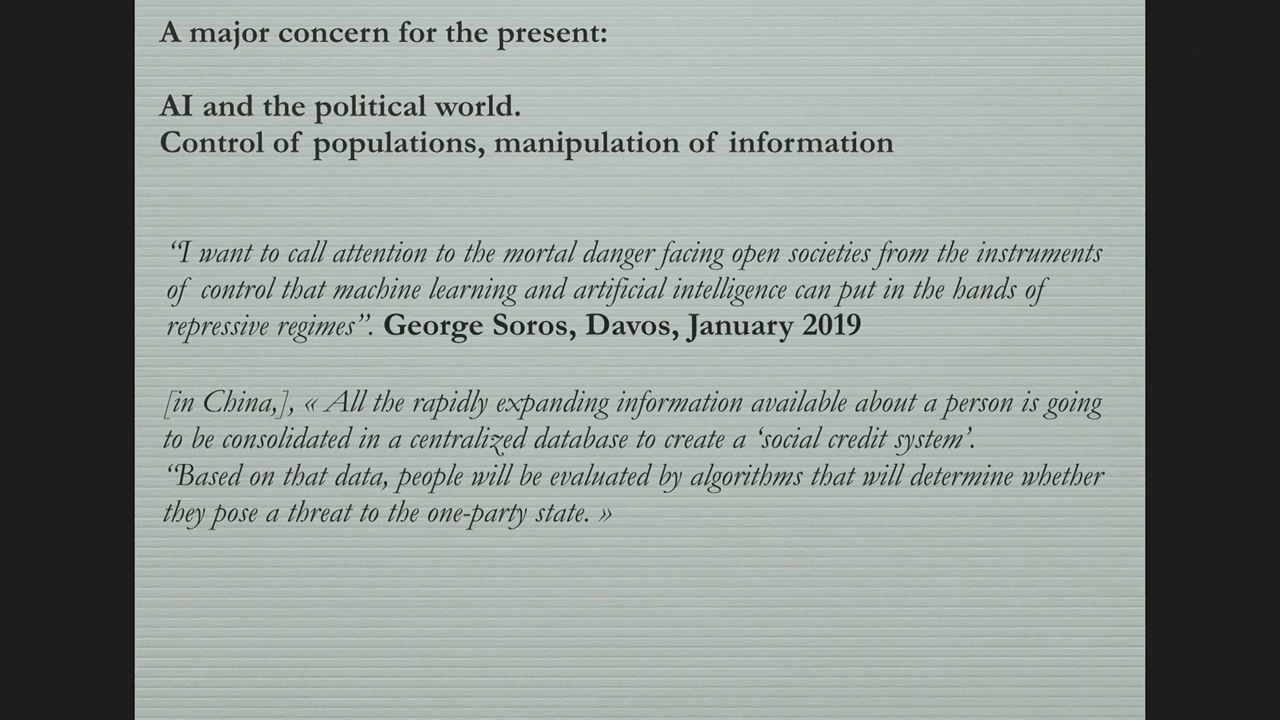 A major concern for the present:
AI and the political world.
Control of populations, manipulation of information
“I want to call attention to the mortal danger facing open societies from the instruments
of control that machine learning and artificial intelligence can put in the hands of
repressive regimes”. George Soros, Davos, January 2019
[in China,], « All the rapidly expanding information available about a person is going
to be consolidated in a centralized database to create a ‘social credit system’.
“Based on that data, people will be evaluated by algorithms that will determine whether
they pose a threat to the one-party state. »